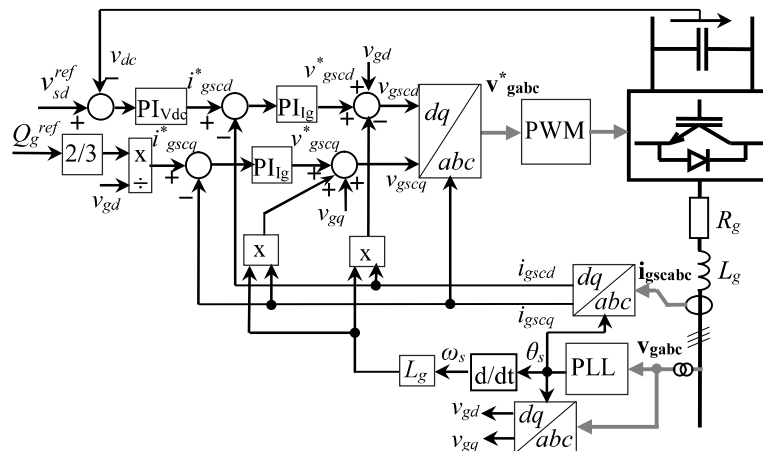 v_dc
i*_gscd
v*_gscd
v_gd
v_gscd
v*_gabc
v_sd^ref
−
+
PI_Vdc
+
−
PI_Ig
+
+
−
dq
abc
PWM
Q_g^ref
2/3
x
÷
i*_gscq
v*_gscq
+
−
PI_Ig
+
+
+
v_gscq
v_gd
v_gq
R_g
x
x
i_gscd
dq
abc
i_gscabc
L_g
i_gscq
v_gabc
L_g
ω_s
d/dt
θ_s
PLL
v_gd
v_gq
dq
abc